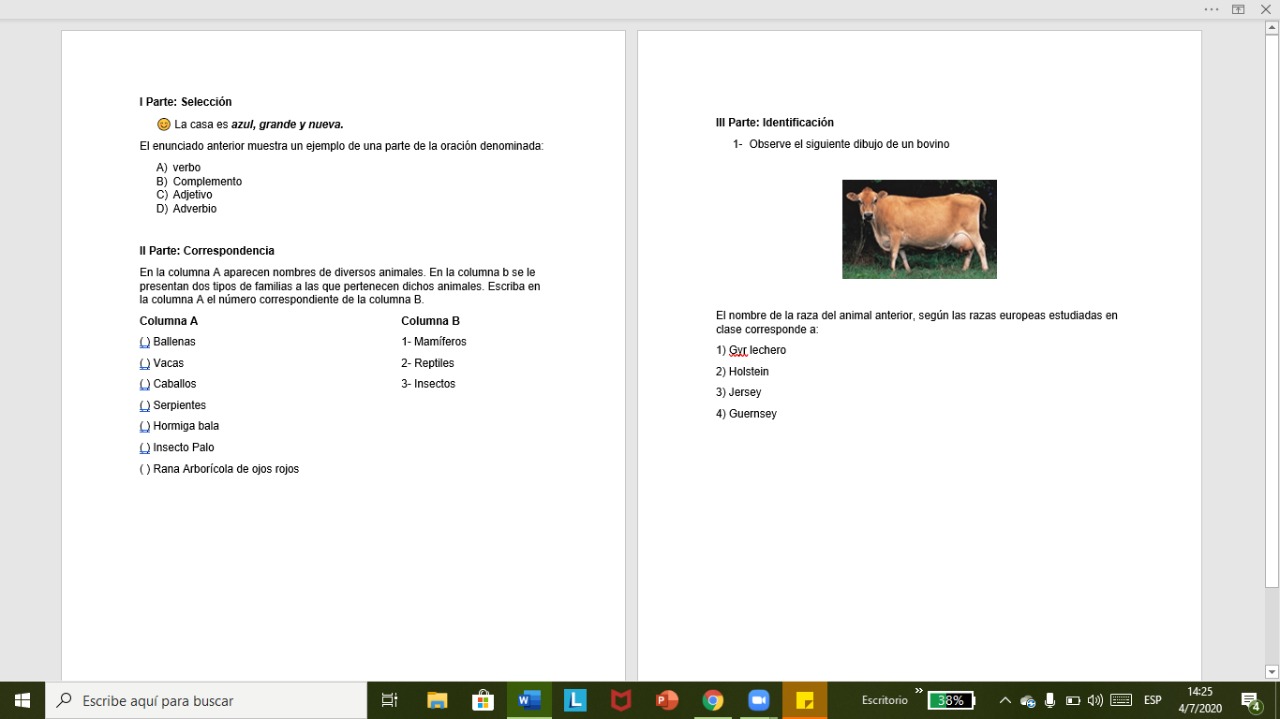 I Parte: Selección
La casa es azul, grande y nueva.
El enunciado anterior muestra un ejemplo de una parte de la oración denominada:
A) verbo
B) Complemento
C) Adjetivo
D) Adverbio
II Parte: Correspondencia
En la columna A aparecen nombres de diversos animales. En la columna b se le
presentan dos tipos de familias a las que pertenecen dichos animales. Escriba en
la columna A el número correspondiente de la columna B.
Columna A Columna B
( ) Ballenas 1- Mamíferos
( ) Vacas 2- Reptiles
( ) Caballos 3- Insectos
( ) Serpientes
( ) Hormiga bala
( ) Insecto Palo
( ) Rana Arborícola de ojos rojos
III Parte: Identificación
1- Observe el siguiente dibujo de un bovino
El nombre de la raza del animal anterior, según las razas europeas estudiadas en
clase corresponde a:
1) Gyr lechero
2) Holstein
3) Jersey
4) Guernsey
Escribe aquí para buscar
W
L
P
Escritorio
»
38%
ESP
14:25
4/7/2020
4